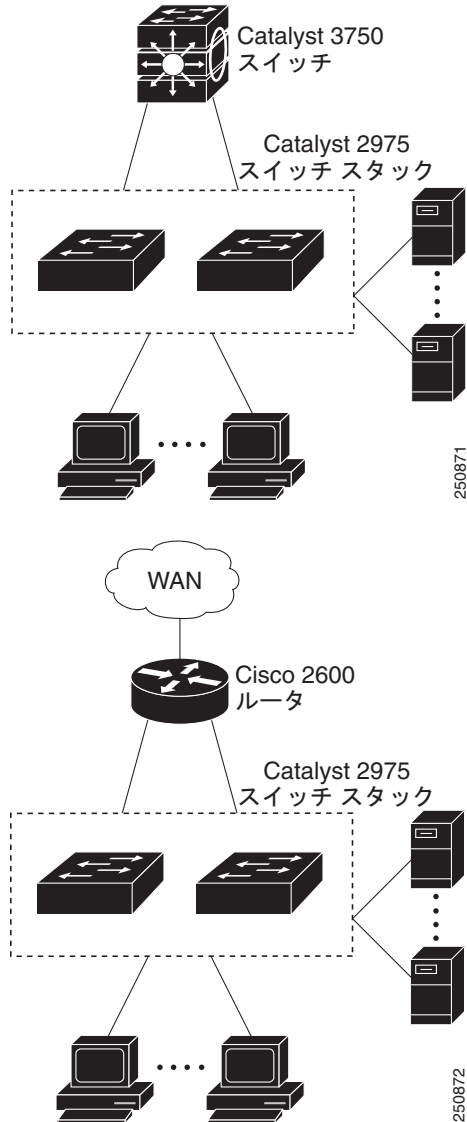 Catalyst 3750
スイッチ
Catalyst 2975
スイッチ スタック
250871
WAN
Cisco 2600
ルータ
Catalyst 2975
スイッチ スタック
250872